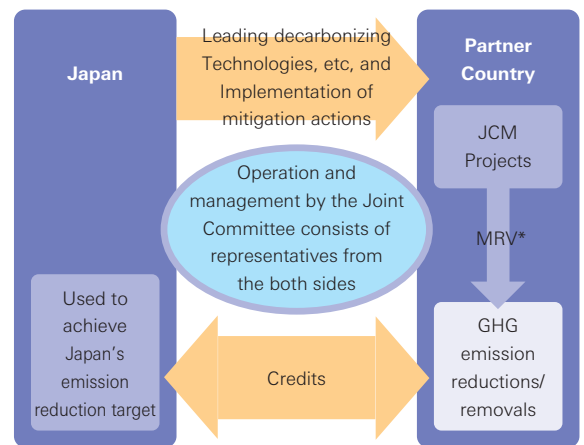 Japan
Leading decarbonizing
Technologies, etc, and
Implementation of
mitigation actions
Partner
Country
JCM
Projects
Operation and
management by the Joint
Committee consists of
representatives from
the both sides
MRV*
Used to
achieve
Japan's
emission
reduction target
Credits
GHG
emission
reductions/
removals